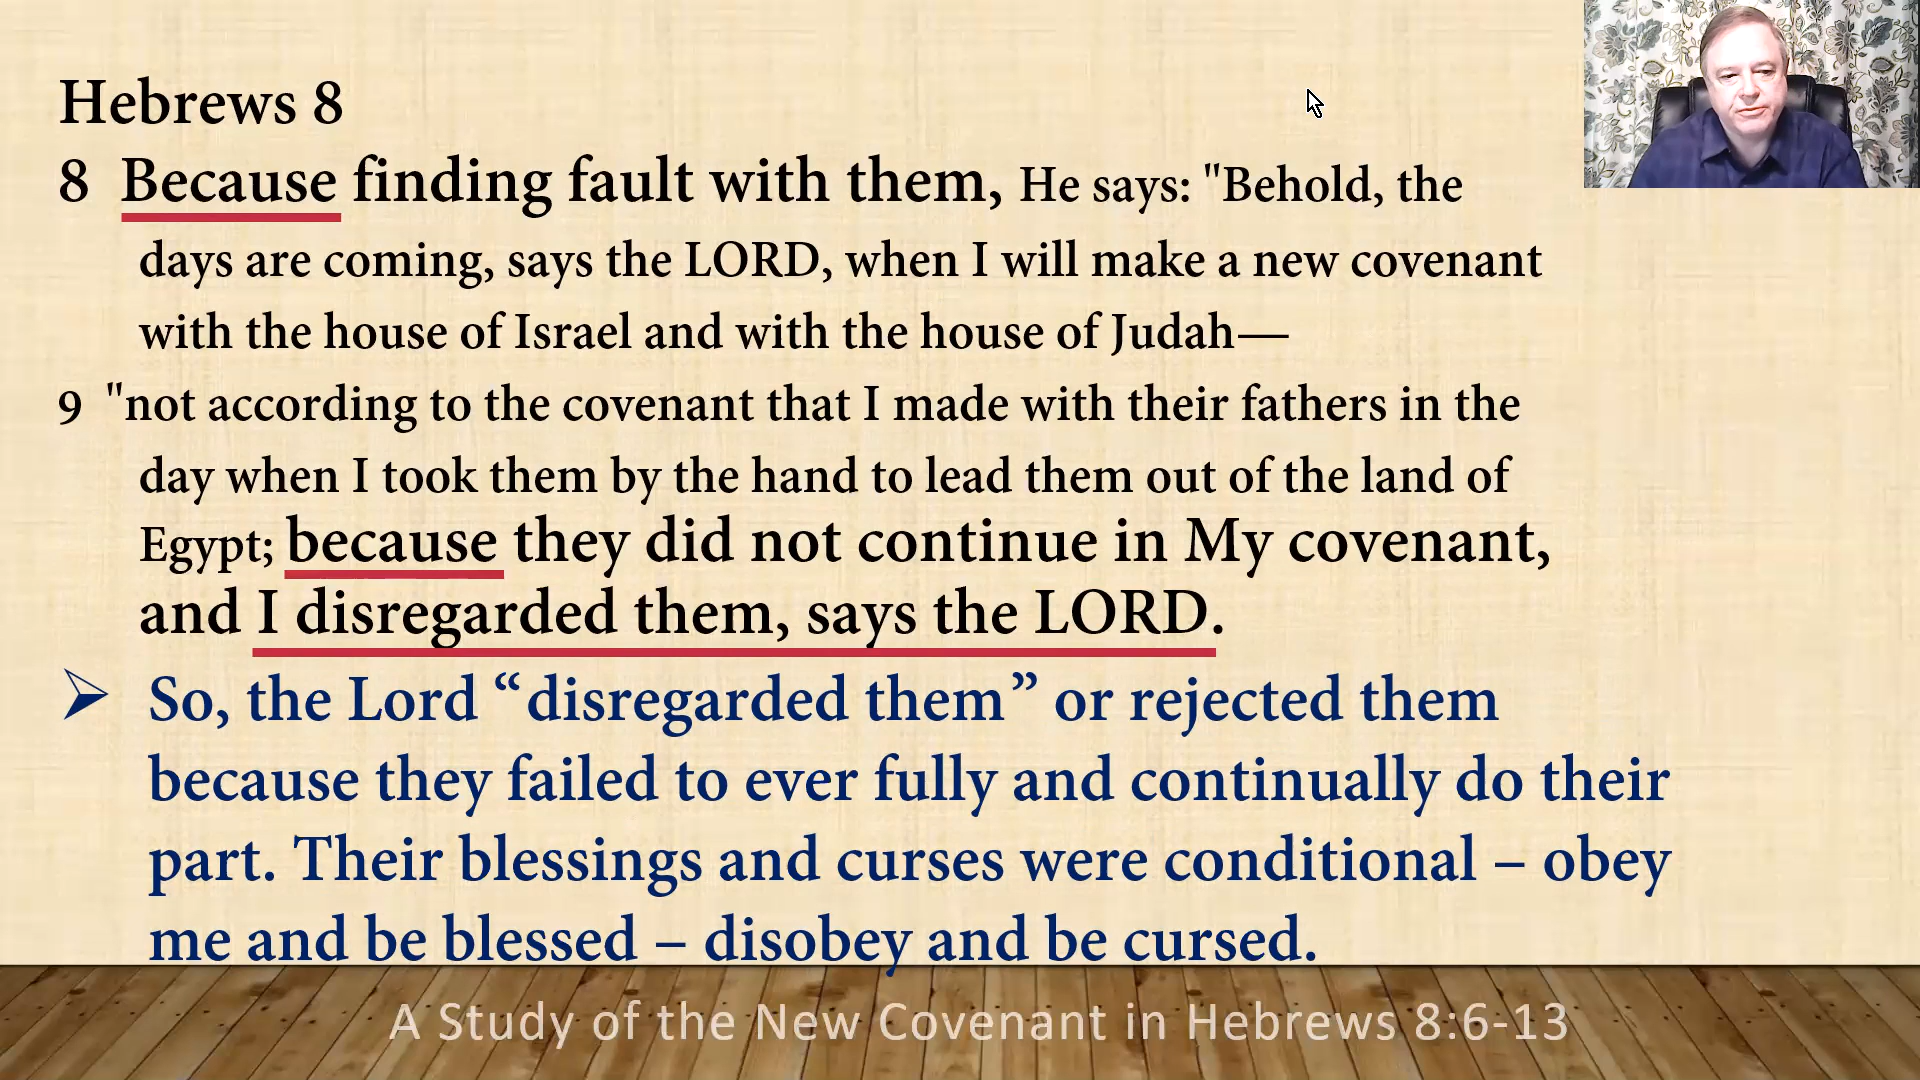 Hebrews 8
8 Because finding fault with them, He says: "Behold, the
days are coming, says the LORD, when I will make a new covenant
with the house of Israel and with the house of Judah—
9 "not according to the covenant that I made with their fathers in the
day when I took them by the hand to lead them out of the land of
Egypt; because they did not continue in My covenant,
and I disregarded them, says the LORD.
➢ So, the Lord “disregarded them” or rejected them
because they failed to ever fully and continually do their
part. Their blessings and curses were conditional – obey
me and be blessed – disobey and be cursed.
A Study of the New Covenant in Hebrews 8:6-13